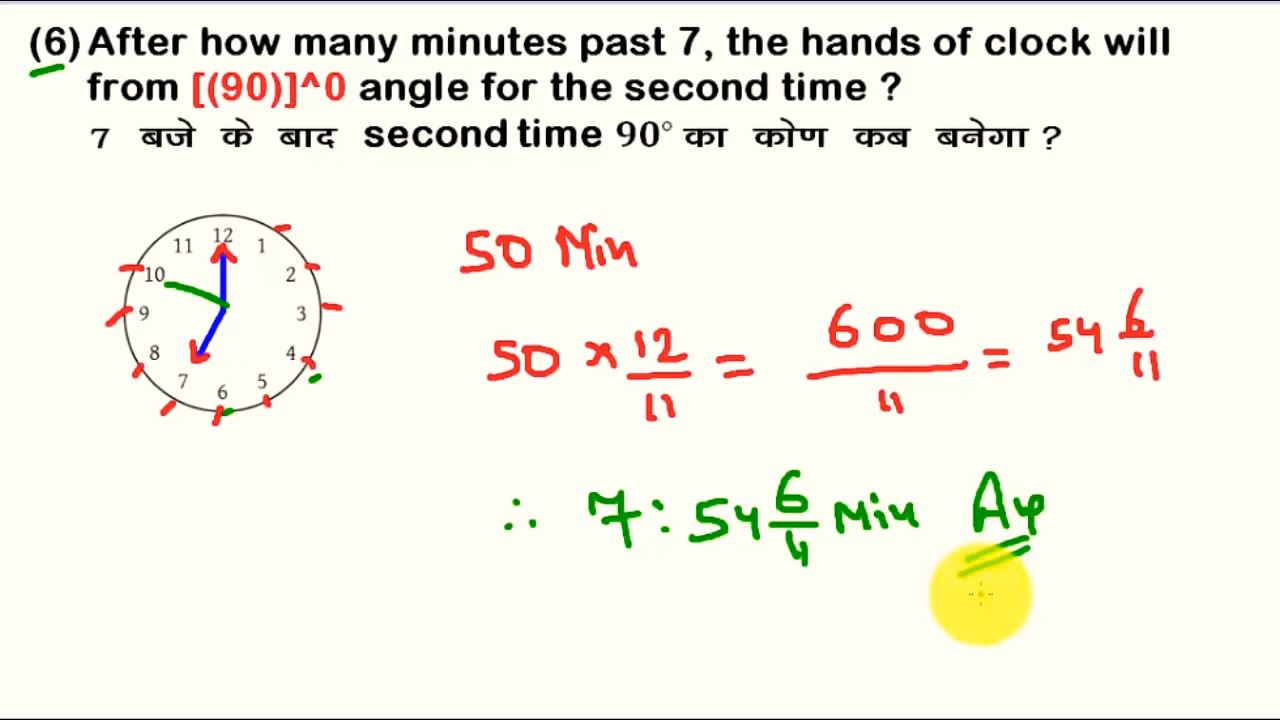 (6) After how many minutes past 7, the hands of clock will
from [(90)]^0 angle for the second time ?
7 बजे के बाद second time 90° का कोण कब बनेगा ?
12
11 1
10 2
9 3
8 4
7 5
6
50 Min
50 × 12/11 = 600/11 = 54 6/11
∴ 7:54 6/4 Min